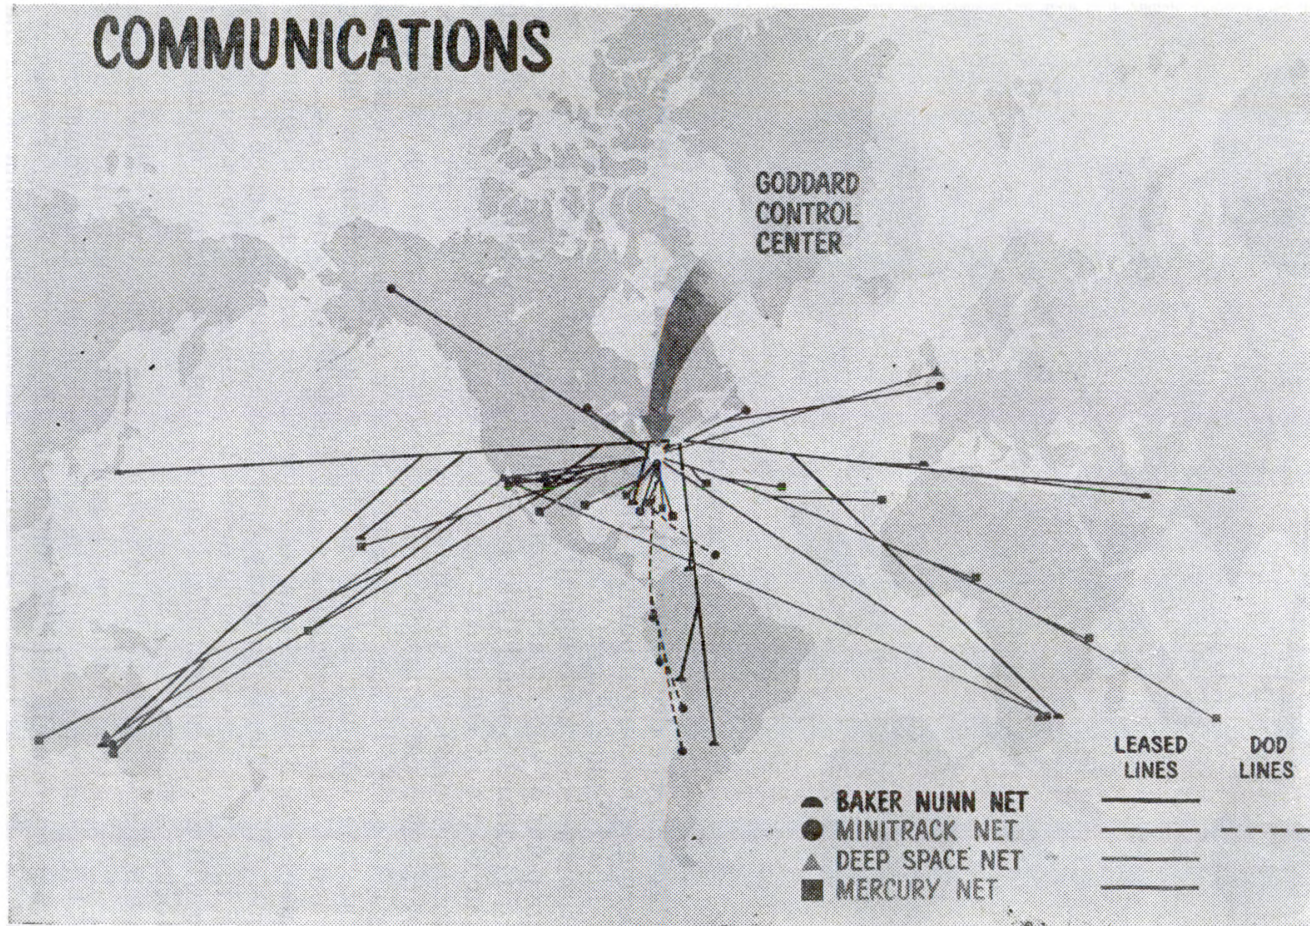 COMMUNICATIONS
GODDARD
CONTROL
CENTER
LEASED
LINES
DOD
LINES
BAKER NUNN NET
MINITRACK NET
DEEP SPACE NET
MERCURY NET